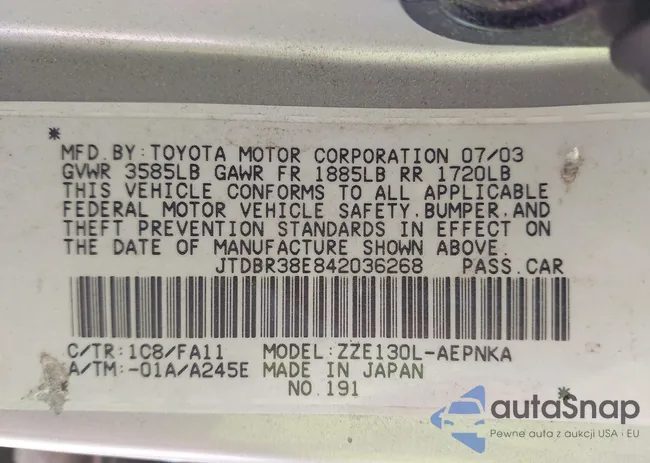 *
MFD.BY:TOYOTA MOTOR CORPORATION 07/03
GVWR 3585LB GAWR FR 1885LB RR 1720LB
THIS VEHICLE CONFORMS TO ALL APPLICABLE
FEDERAL MOTOR VEHICLE SAFETY,BUMPER,AND
THEFT PREVENTION STANDARDS IN EFFECT ON
THE DATE OF MANUFACTURE SHOWN ABOVE.
JTDBR38E842036268 PASS.CAR
C/TR:1C8/FA11 MODEL:ZZE130L-AEPNKA
A/TM:-01A/A245E MADE IN JAPAN
NO.191 *
autaSnap
Pewne auta z aukcji USA i EU